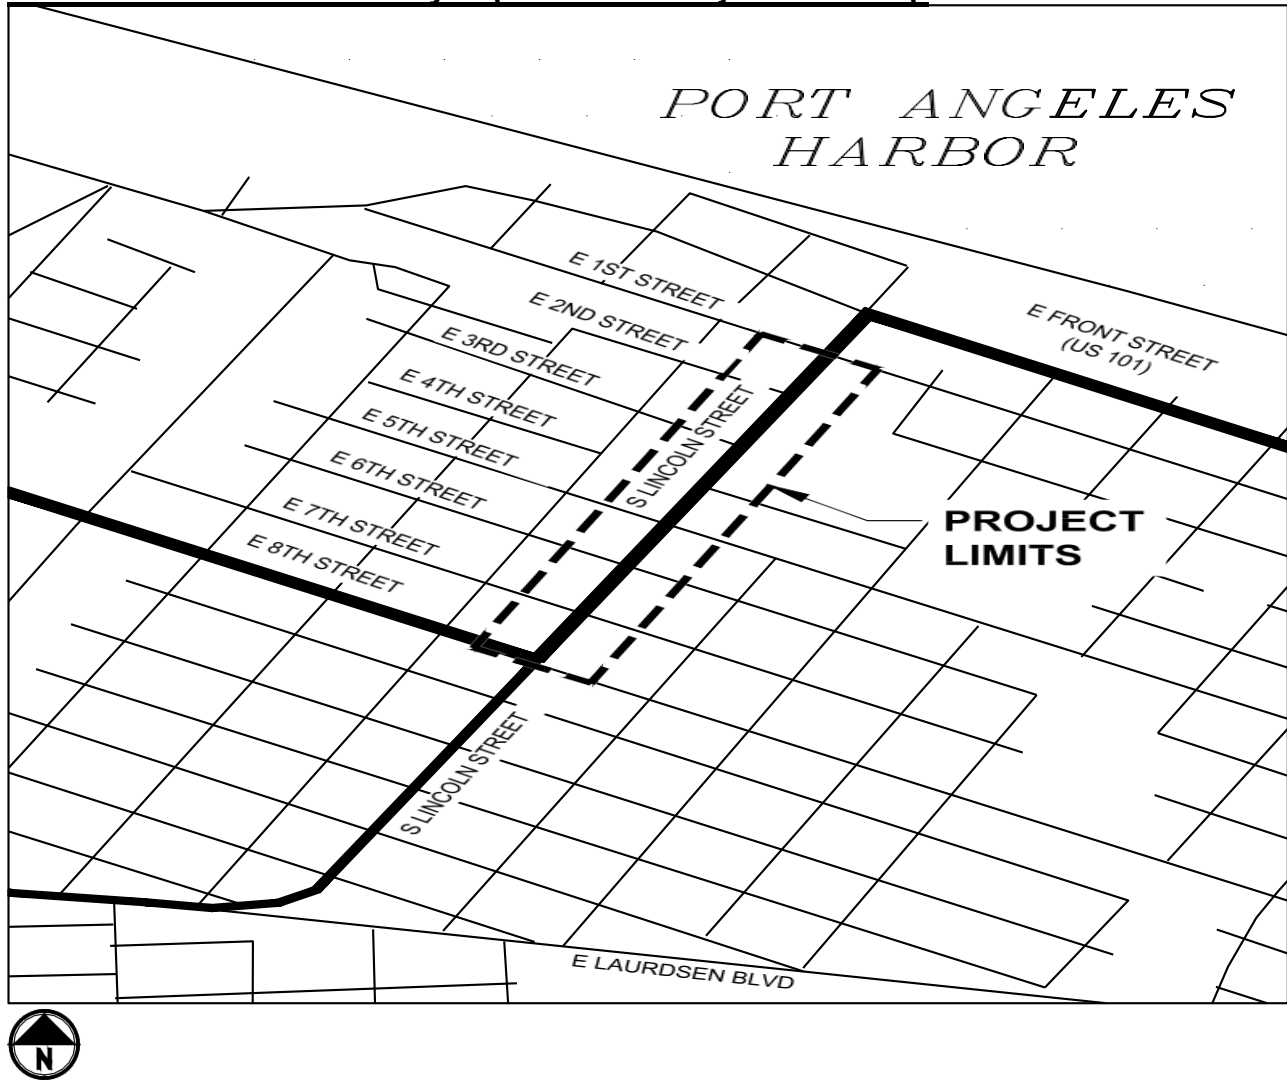 PORT ANGELES
HARBOR
E 1ST STREET
E 2ND STREET
E FRONT STREET
(US 101)
E 3RD STREET
E 4TH STREET
E 5TH STREET
S LINCOLN STREET
E 6TH STREET
E 7TH STREET
PROJECT
LIMITS
E 8TH STREET
S LINCOLN STREET
E LAURDSEN BLVD
N